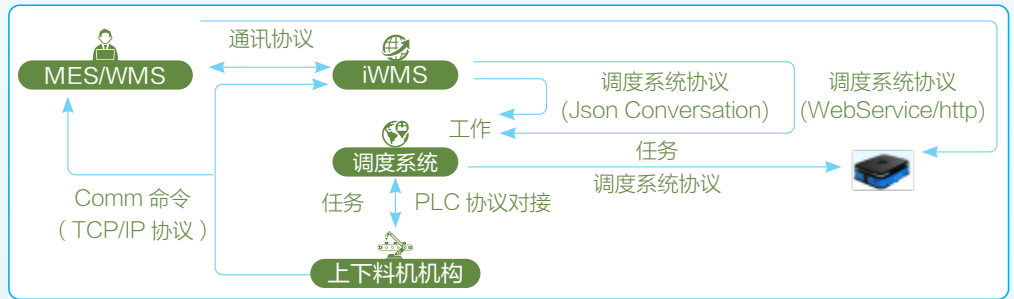 通讯协议
MES/WMS
iWMS
调度系统协议
(Json Conversation)
调度系统协议
(WebService/http)
工作
调度系统
任务
调度系统协议
Comm 命令
（ TCP/IP 协议 ）
任务
PLC 协议对接
上下料机机构